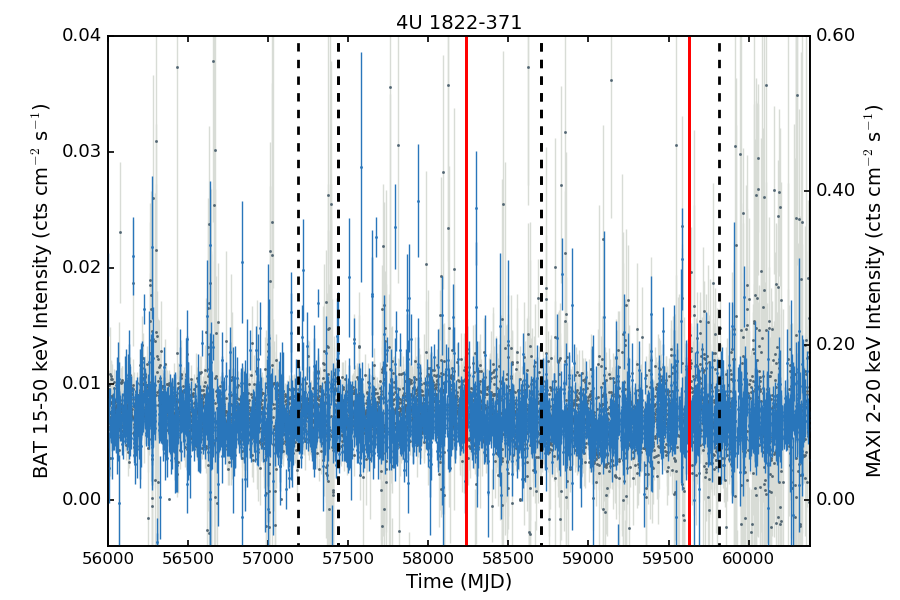 4U 1822-371
0.04
0.03
0.02
0.01
0.00
BAT 15-50 keV Intensity (cts cm⁻² s⁻¹)
0.60
0.40
0.20
0.00
MAXI 2-20 keV Intensity (cts cm⁻² s⁻¹)
56000 56500 57000 57500 58000 58500 59000 59500 60000
Time (MJD)